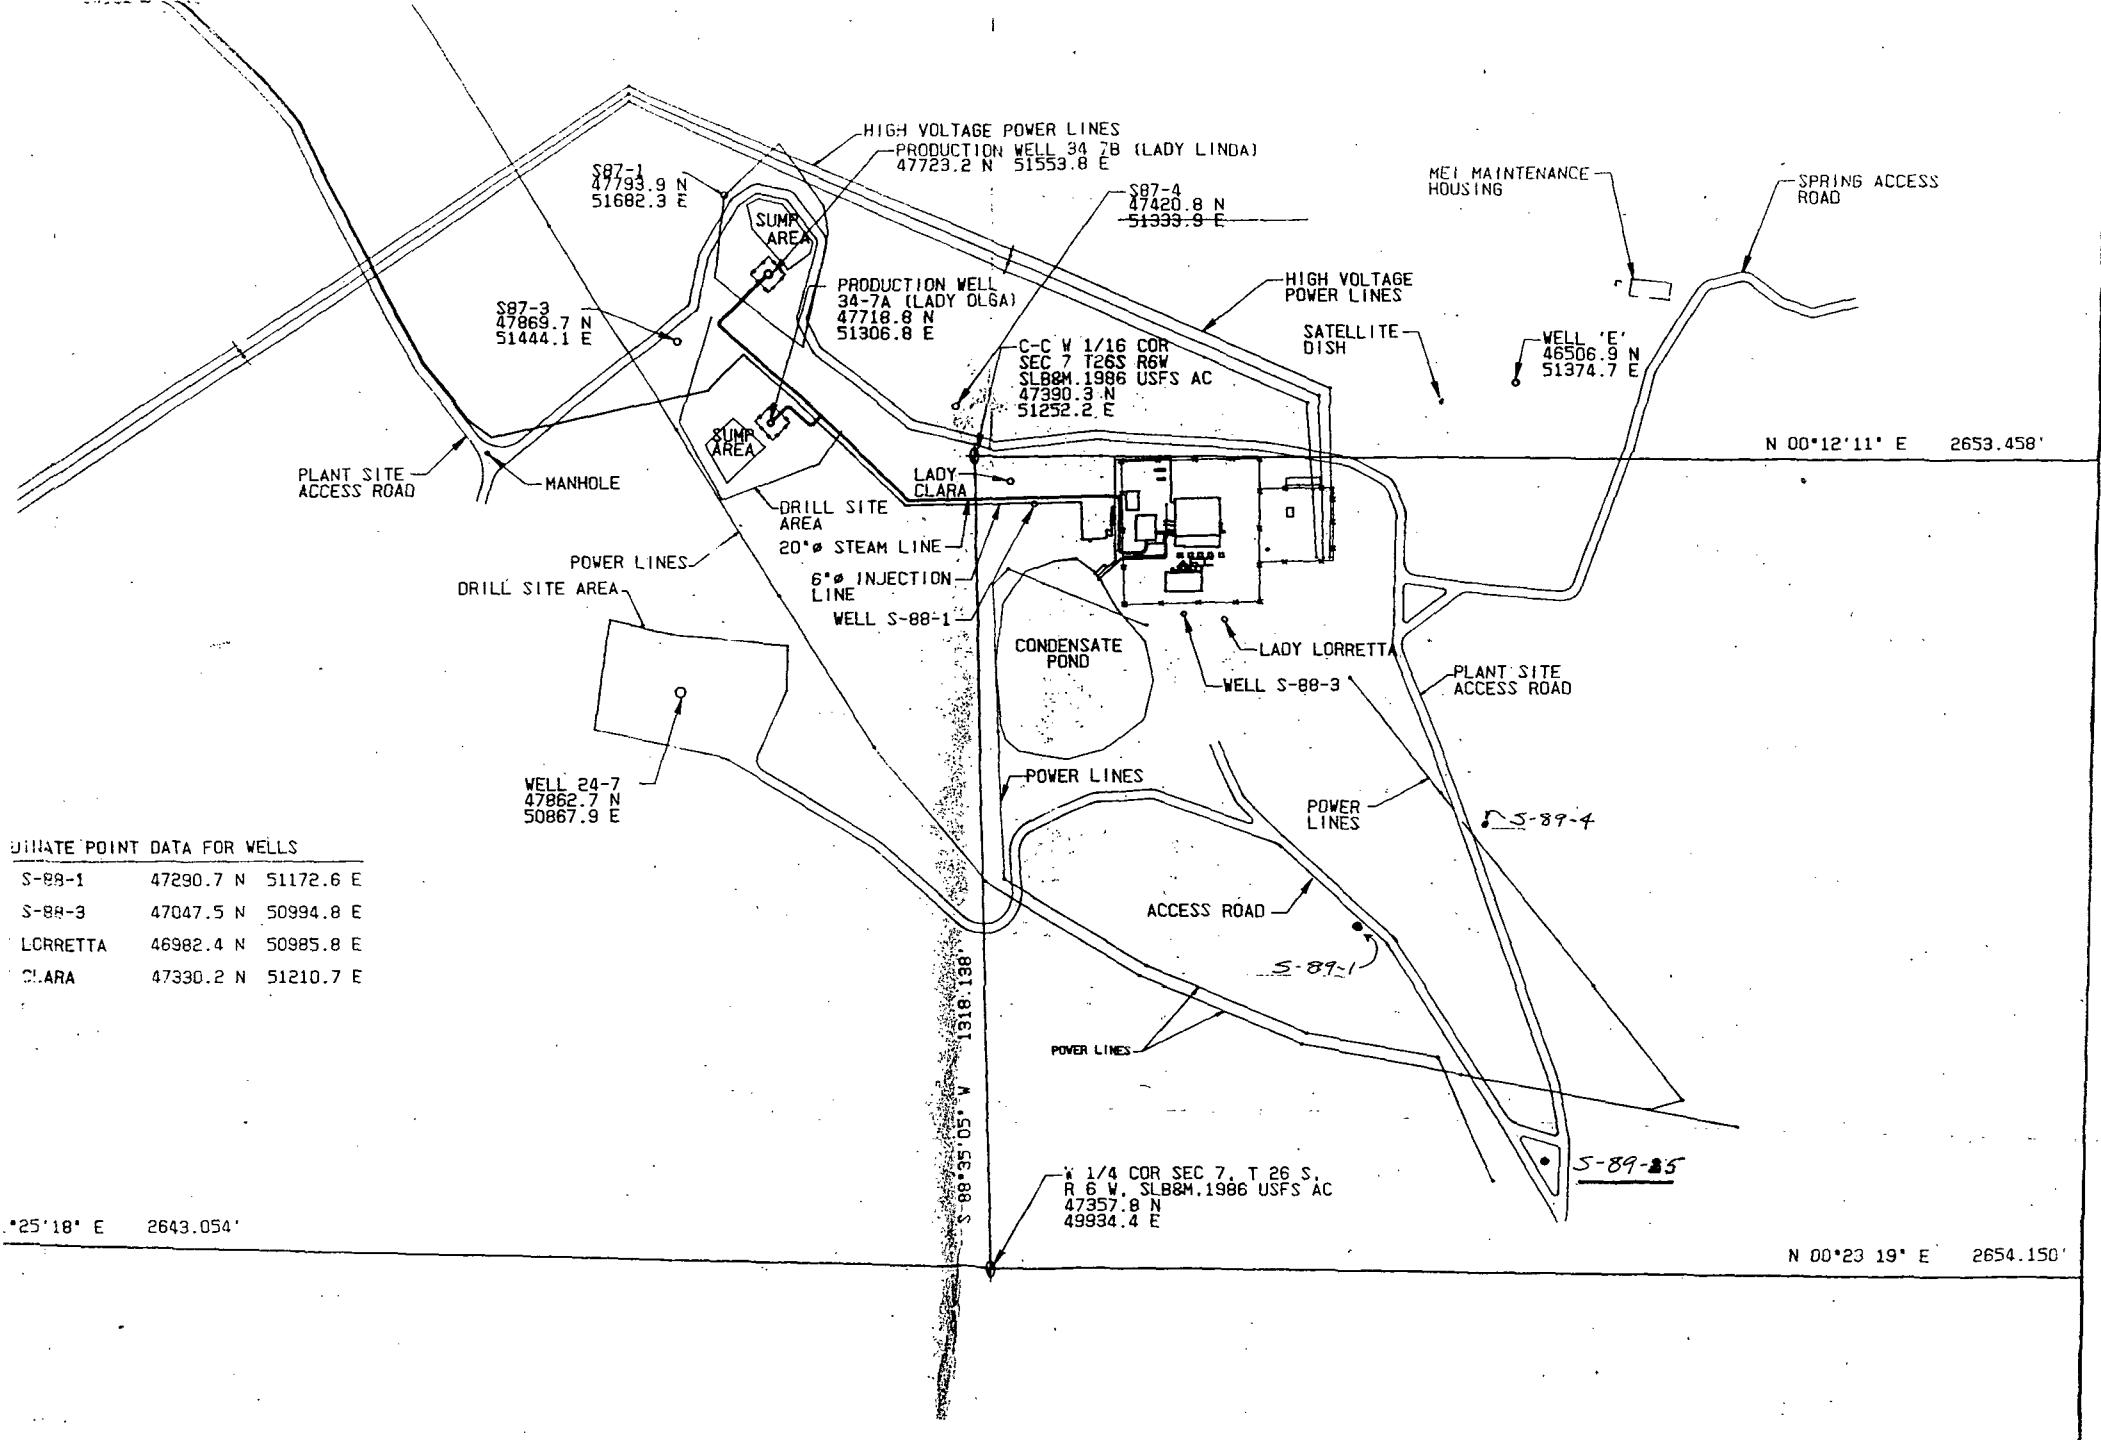 HIGH VOLTAGE POWER LINES
PRODUCTION WELL 34 7B (LADY LINDA)
47723.2 N 51553.8 E
S87-1
47793.9 N
51682.3 E
S87-4
47420.8 N
51333.9 E
MEI MAINTENANCE
HOUSING
SPRING ACCESS
ROAD
SUMP
AREA
PRODUCTION WELL
34-7A (LADY OLGA)
47718.8 N
51306.8 E
HIGH VOLTAGE
POWER LINES
S87-3
47869.7 N
51444.1 E
SATELLITE
DISH
WELL 'E'
46506.9 N
51374.7 E
C-C W 1/16 COR
SEC 7 T26S R6W
SLB&M.1986 USFS AC
47390.3 N
51252.2 E
SUMP
AREA
N 00°12'11" E 2653.458'
PLANT SITE
ACCESS ROAD
MANHOLE
LADY
CLARA
DRILL SITE
AREA
20"ø STEAM LINE
POWER LINES
6"ø INJECTION
LINE
DRILL SITE AREA
WELL S-88-1
CONDENSATE
POND
LADY LORRETTA
WELL S-88-3
PLANT SITE
ACCESS ROAD
WELL 24-7
47862.7 N
50867.9 E
POWER LINES
POWER
LINES
S-89-4
POINT DATA FOR WELLS
S-88-1 47290.7 N 51172.6 E
S-88-3 47047.5 N 50994.8 E
LORRETTA 46982.4 N 50985.8 E
CLARA 47330.2 N 51210.7 E
ACCESS ROAD
S-89-1
S-88°35'05" W 1318.138'
POWER LINES
W 1/4 COR SEC 7, T 26 S,
R 6 W, SLB&M.1986 USFS AC
47357.8 N
49934.4 E
S-89-25
°25'18" E 2643.054'
N 00°23 19" E 2654.150'